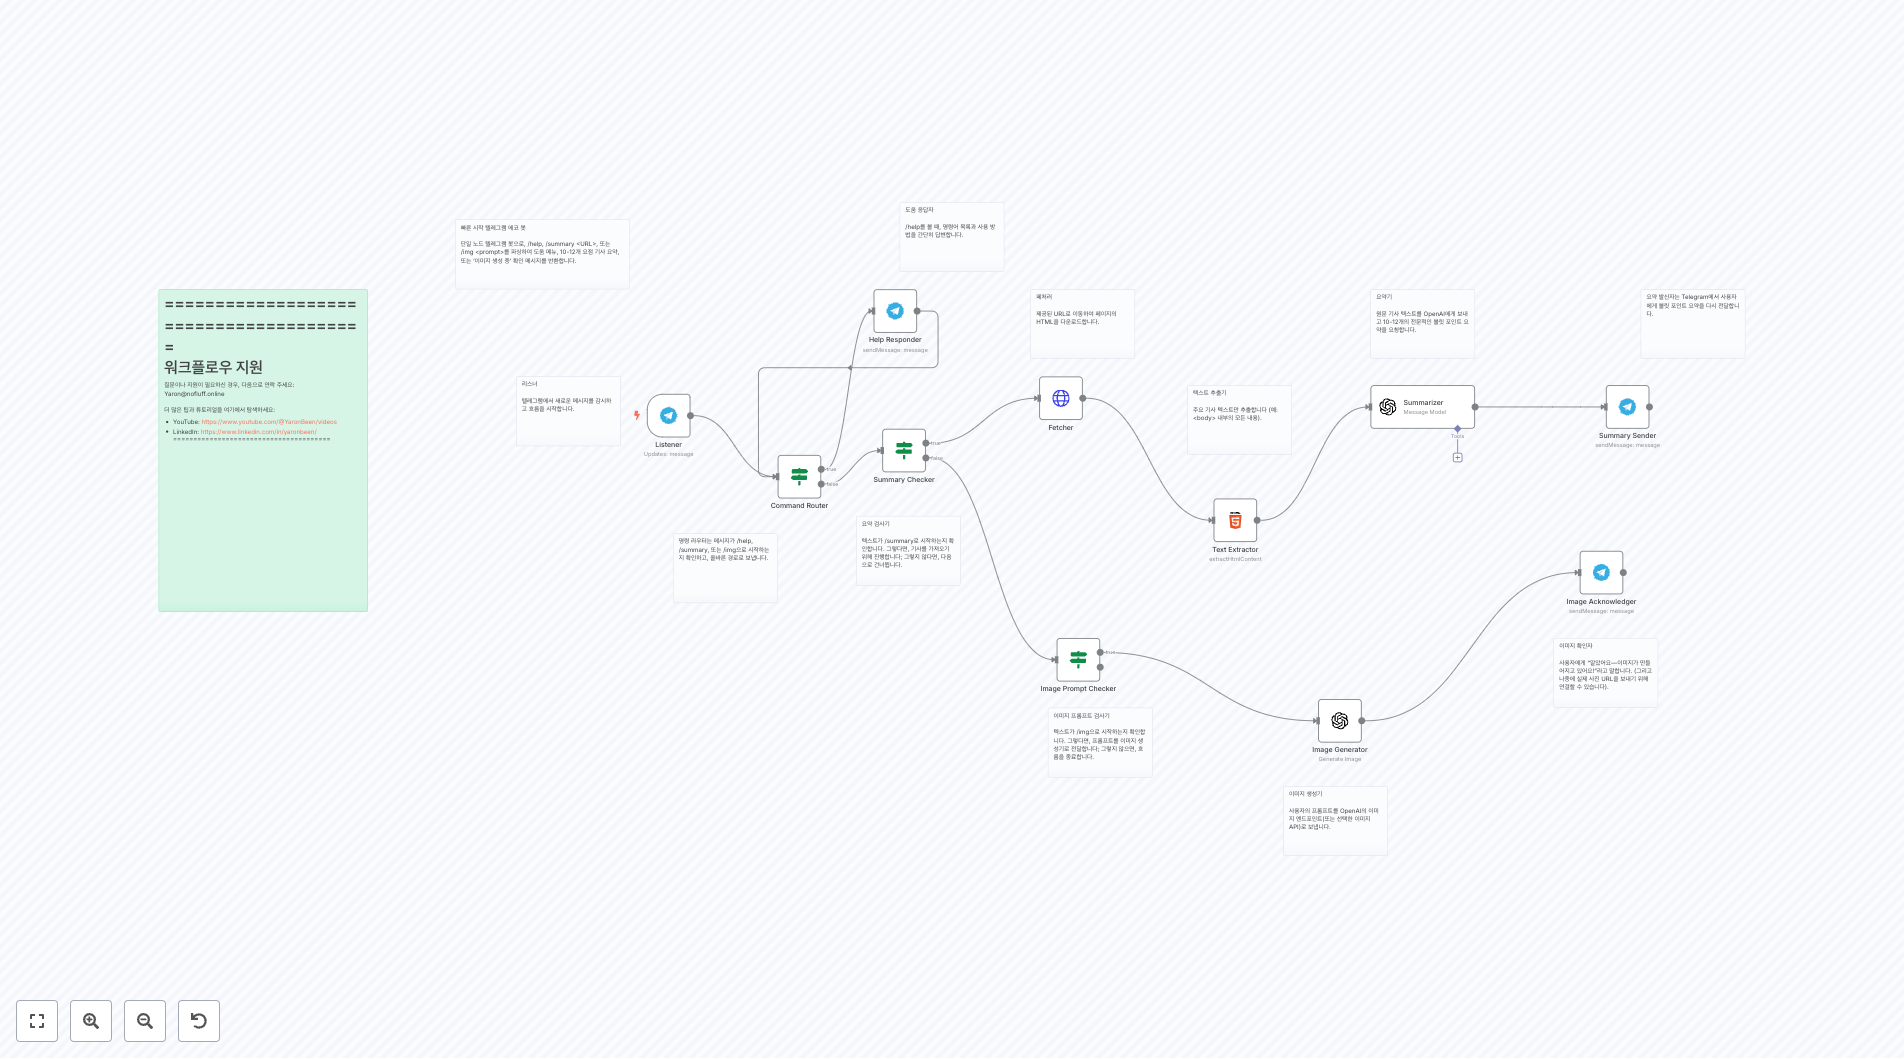 =================== 
===================
=
워크플로우 지원
질문이나 지원이 필요하신 경우, 다음으로 연락 주세요:
Yaron@nofluff.online
더 많은 팁과 튜토리얼을 여기에서 탐색하세요:
YouTube: https://www.youtube.com/@YaronBeen/videos
LinkedIn: https://www.linkedin.com/in/yaronbeen/
=======================================
빠른 시작 텔레그램 에코 봇
단일 노드 텔레그램 봇으로, /help, /summary <URL>, 또는
/img <prompt>를 파싱하여 도움 메뉴, 10-12개 요점 기사 요약,
또는 '이미지 생성 중' 확인 메시지를 반환합니다.
도움 응답자
/help를 볼 때, 명령어 목록과 사용 방
법을 간단히 답변합니다.
Help Responder
sendMessage: message
리스너
텔레그램에서 새로운 메시지를 감시하
고 흐름을 시작합니다.
Listener
Updates: message
true
false
Command Router
명령 라우터는 메시지가 /help,
/summary, 또는 /img으로 시작하는
지 확인하고, 올바른 경로로 보냅니다.
true
false
Summary Checker
요약 검사기
텍스트가 /summary로 시작하는지 확
인합니다. 그렇다면, 기사를 가져오기
위해 진행합니다; 그렇지 않다면, 다음
으로 건너뜁니다.
페처러
제공된 URL로 이동하여 페이지의
HTML을 다운로드합니다.
Fetcher
텍스트 추출기
주요 기사 텍스트만 추출합니다 (예:
<body> 내부의 모든 내용).
Text Extractor
extractHtmlContent
요약기
원문 기사 텍스트를 OpenAI에게 보내
고 10-12개의 전문적인 불릿 포인트 요
약을 요청합니다.
Summarizer
Message Model
Tools
요약 발신자는 Telegram에서 사용자
에게 불릿 포인트 요약을 다시 전달합니
다.
Summary Sender
sendMessage: message
true
Image Prompt Checker
이미지 프롬프트 검사기
텍스트가 /img으로 시작하는지 확인합
니다. 그렇다면, 프롬프트를 이미지 생
성기로 전달합니다; 그렇지 않으면, 흐
름을 종료합니다.
Image Generator
Generate Image
이미지 생성기
사용자의 프롬프트를 OpenAI의 이미
지 엔드포인트(또는 선택한 이미지
API)로 보냅니다.
Image Acknowledger
sendMessage: message
이미지 확인자
사용자에게 "알았어요—이미지가 만들
어지고 있어요!"라고 말합니다. (그리고
나중에 실제 사진 URL을 보내기 위해
연결할 수 있습니다).